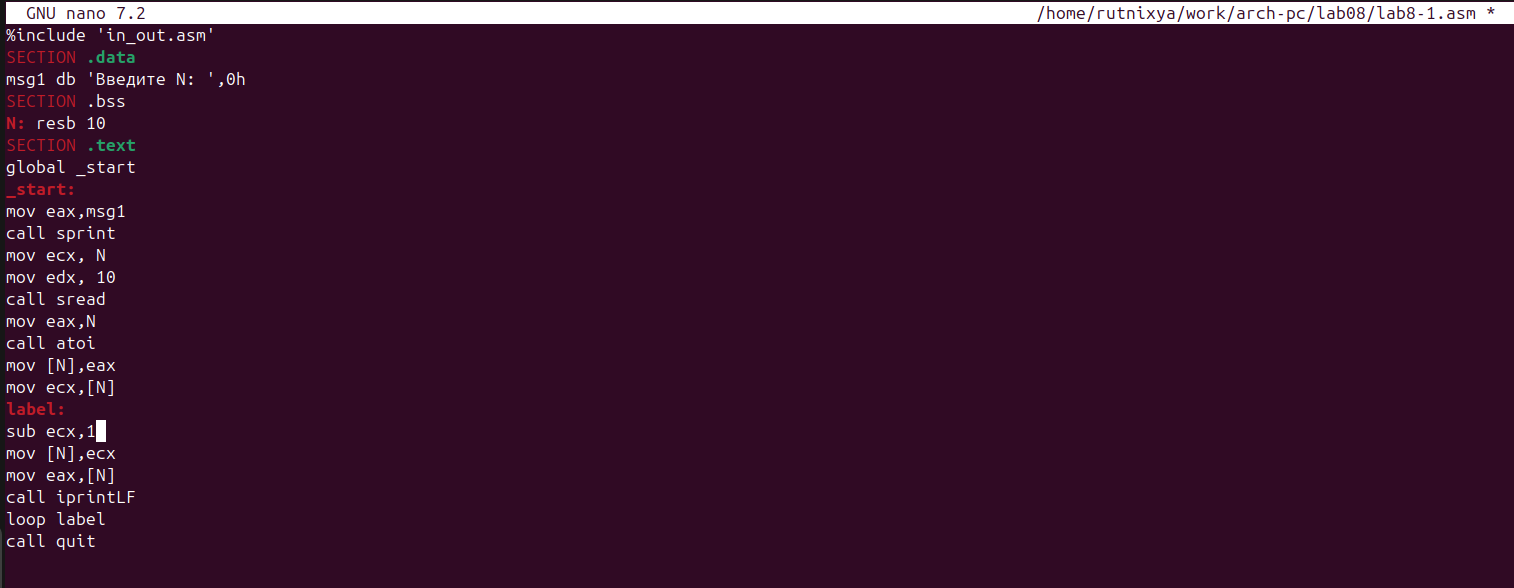 GNU nano 7.2 /home/rutnixya/work/arch-pc/lab08/lab8-1.asm *
%include 'in_out.asm'
SECTION .data
msg1 db 'Введите N: ',0h
SECTION .bss
N: resb 10
SECTION .text
global _start
_start:
mov eax,msg1
call sprint
mov ecx, N
mov edx, 10
call sread
mov eax,N
call atoi
mov [N],eax
mov ecx,[N]
label:
sub ecx,1
mov [N],ecx
mov eax,[N]
call iprintLF
loop label
call quit